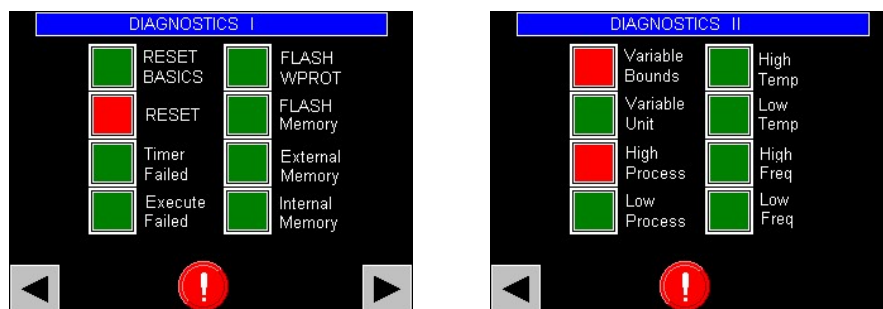 DIAGNOSTICS I
RESET
BASICS
FLASH
WPROT
RESET
FLASH
Memory
Timer
Failed
External
Memory
Execute
Failed
Internal
Memory
!
DIAGNOSTICS II
Variable
Bounds
High
Temp
Variable
Unit
Low
Temp
High
Process
High
Freq
Low
Process
Low
Freq
!